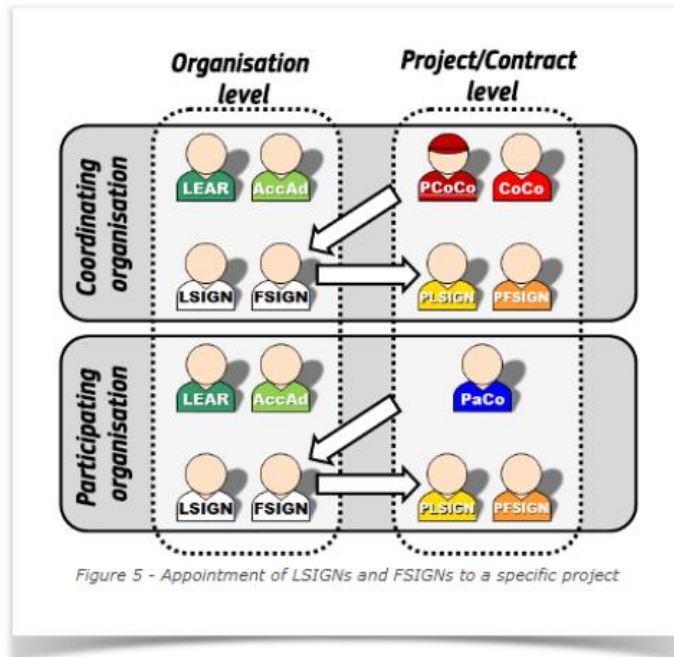 Organisation
level
Project/Contract
level
Coordinating
organisation
LEAR AccAd PCoCo CoCo
LSIGN FSIGN PLSIGN PFSIGN
Participating
organisation
LEAR AccAd PaCo
LSIGN FSIGN PLSIGN PFSIGN
Figure 5 - Appointment of LSIGNs and FSIGNs to a specific project